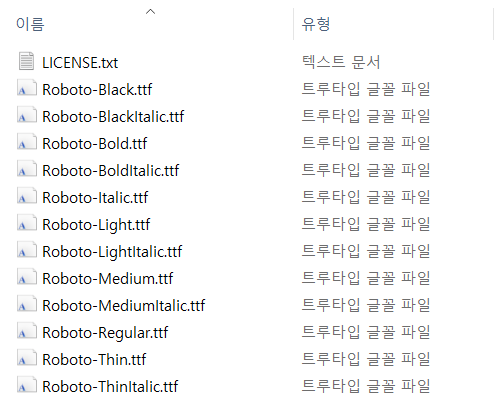 이름 유형
LICENSE.txt 텍스트 문서
Roboto-Black.ttf 트루타입 글꼴 파일
Roboto-BlackItalic.ttf 트루타입 글꼴 파일
Roboto-Bold.ttf 트루타입 글꼴 파일
Roboto-BoldItalic.ttf 트루타입 글꼴 파일
Roboto-Italic.ttf 트루타입 글꼴 파일
Roboto-Light.ttf 트루타입 글꼴 파일
Roboto-LightItalic.ttf 트루타입 글꼴 파일
Roboto-Medium.ttf 트루타입 글꼴 파일
Roboto-MediumItalic.ttf 트루타입 글꼴 파일
Roboto-Regular.ttf 트루타입 글꼴 파일
Roboto-Thin.ttf 트루타입 글꼴 파일
Roboto-ThinItalic.ttf 트루타입 글꼴 파일